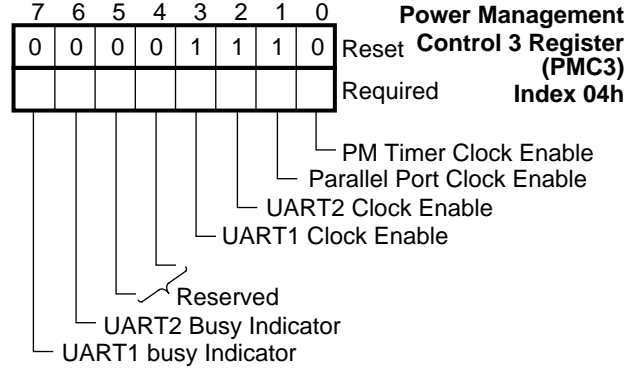 7 6 5 4 3 2 1 0
Power Management
0 0 0 0 1 1 1 0 Reset
Control 3 Register
(PMC3)
Required
Index 04h
PM Timer Clock Enable
Parallel Port Clock Enable
UART2 Clock Enable
UART1 Clock Enable
Reserved
UART2 Busy Indicator
UART1 busy Indicator